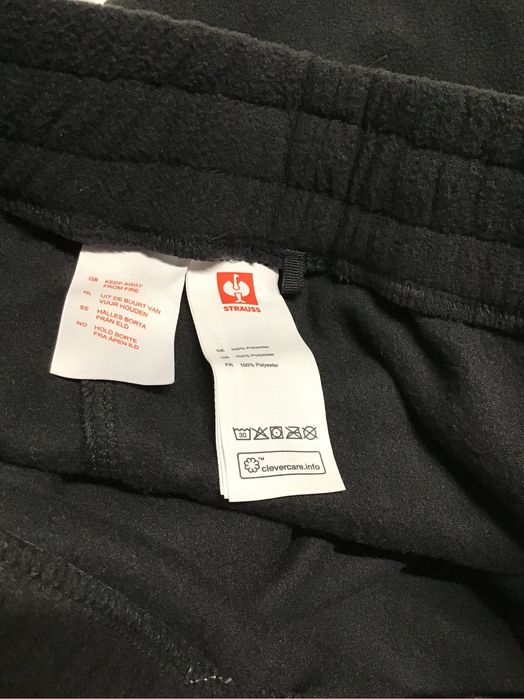 GB KEEP AWAY
FROM FIRE
NL UIT DE BUURT VAN
VUUR HOUDEN
SE HÅLLES BORTA
FRÅN ELD
NO HOLD BORTE
FRA ÅPEN ILD
STRAUSS
DE 100% Polyester
GB 100% Polyester
FR 100% Polyester
30
clevercare.info
TM